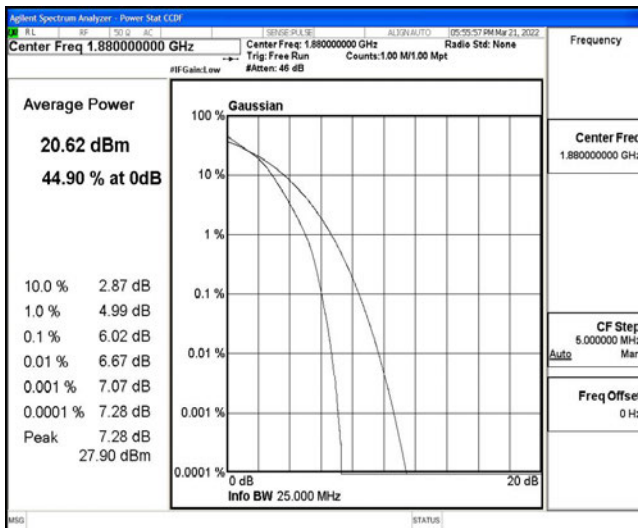 Agilent Spectrum Analyzer - Power Stat CCDF
RL RF 50 Ω AC SENSE:PULSE ALIGNAUTO 05:55:57 PM Mar 21, 2022
Center Freq 1.880000000 GHz
Center Freq: 1.880000000 GHz Radio Std: None
Trig: Free Run Counts:1.00 M/1.00 Mpt
#IFGain:Low #Atten: 46 dB
Frequency
Average Power
20.62 dBm
44.90 % at 0dB
10.0 % 2.87 dB
1.0 % 4.99 dB
0.1 % 6.02 dB
0.01 % 6.67 dB
0.001 % 7.07 dB
0.0001 % 7.28 dB
Peak 7.28 dB
27.90 dBm
Gaussian
100 %
10 %
1 %
0.1 %
0.01 %
0.001 %
0.0001 %
0 dB 20 dB
Info BW 25.000 MHz
Center Freq
1.880000000 GHz
CF Step
5.000000 MHz
Auto Man
Freq Offset
0 Hz
MSG STATUS